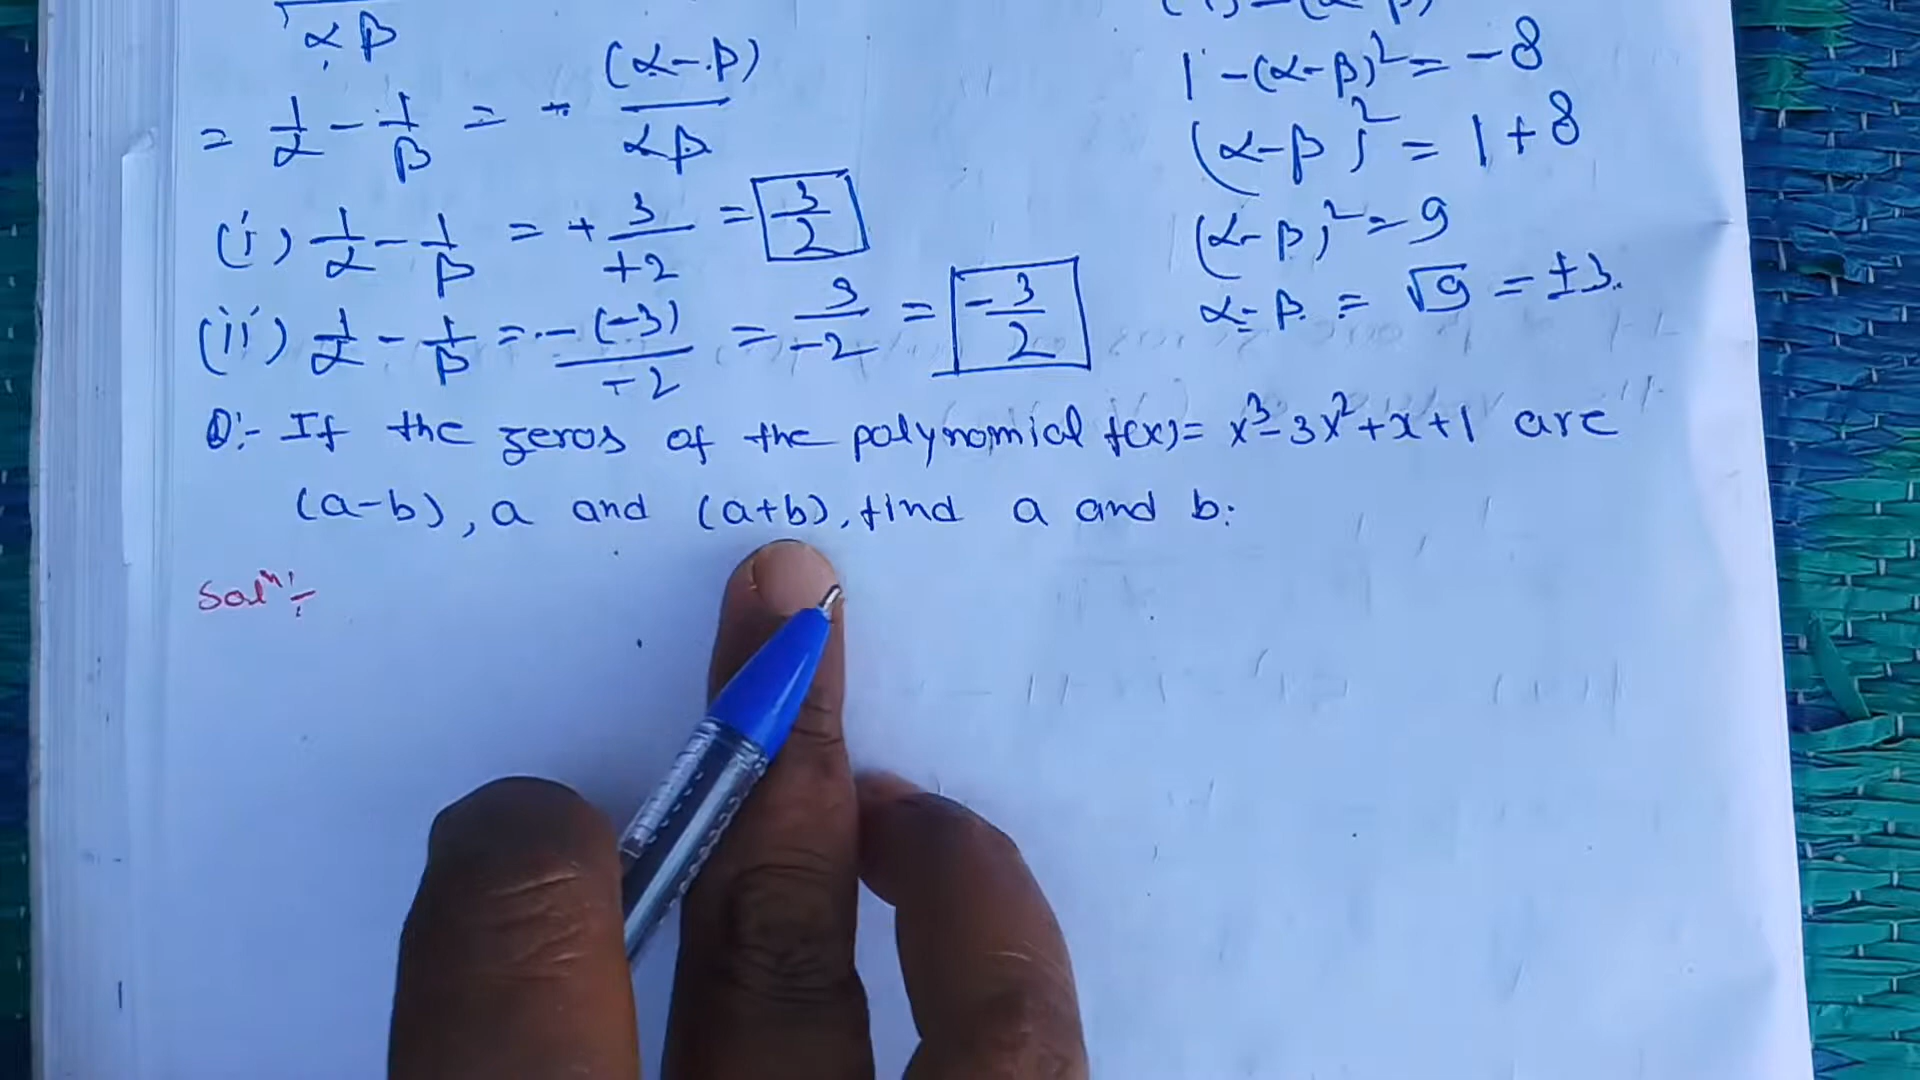 αβ
1 - (α-β)² = -8
= 1/α - 1/β = - (α-β)/αβ
(α-β)² = 1+8
(i) 1/α - 1/β = + 3/+2 = 3/2
(α-β)² = 9
(ii) 1/α - 1/β = - (-3)/-2 = 3/-2 = -3/2
α-β = √9 = ±3.
Q:- If the zeros of the polynomial f(x) = x³-3x²+x+1 are
(a-b), a and (a+b), find a and b:
Solⁿ:-